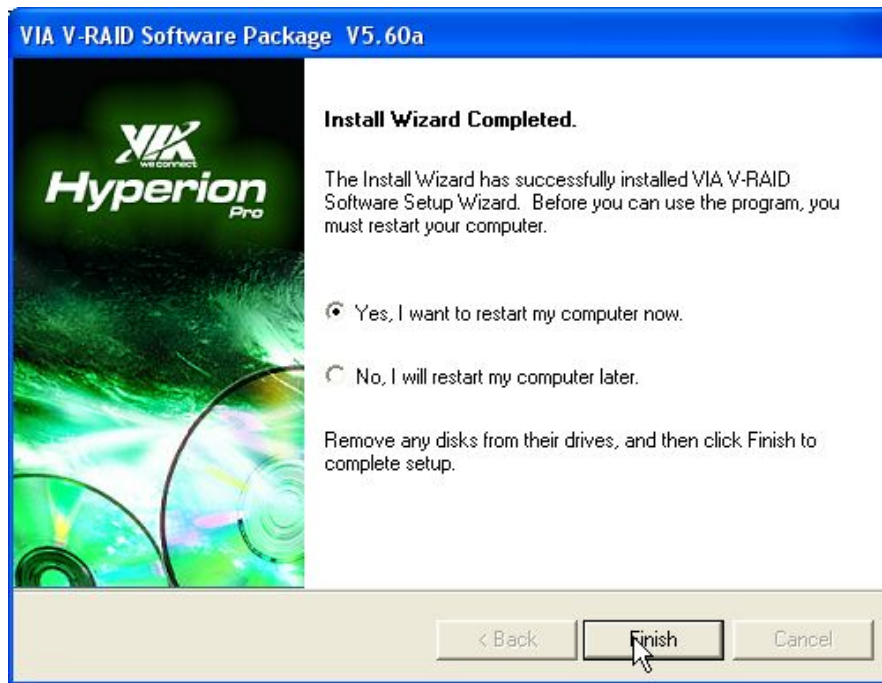 VIA V-RAID Software Package V5.60a
VIA
we connect
Hyperion
Pro
Install Wizard Completed.
The Install Wizard has successfully installed VIA V-RAID
Software Setup Wizard. Before you can use the program, you
must restart your computer.
Yes, I want to restart my computer now.
No, I will restart my computer later.
Remove any disks from their drives, and then click Finish to
complete setup.
< Back
Finish
Cancel